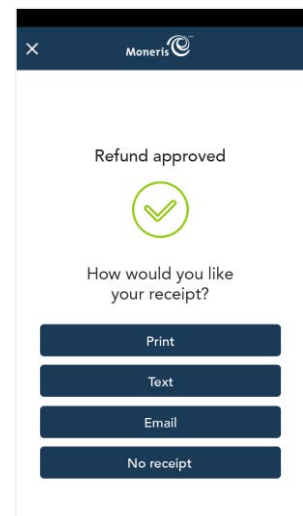 Moneris
Refund approved
How would you like
your receipt?
Print
Text
Email
No receipt